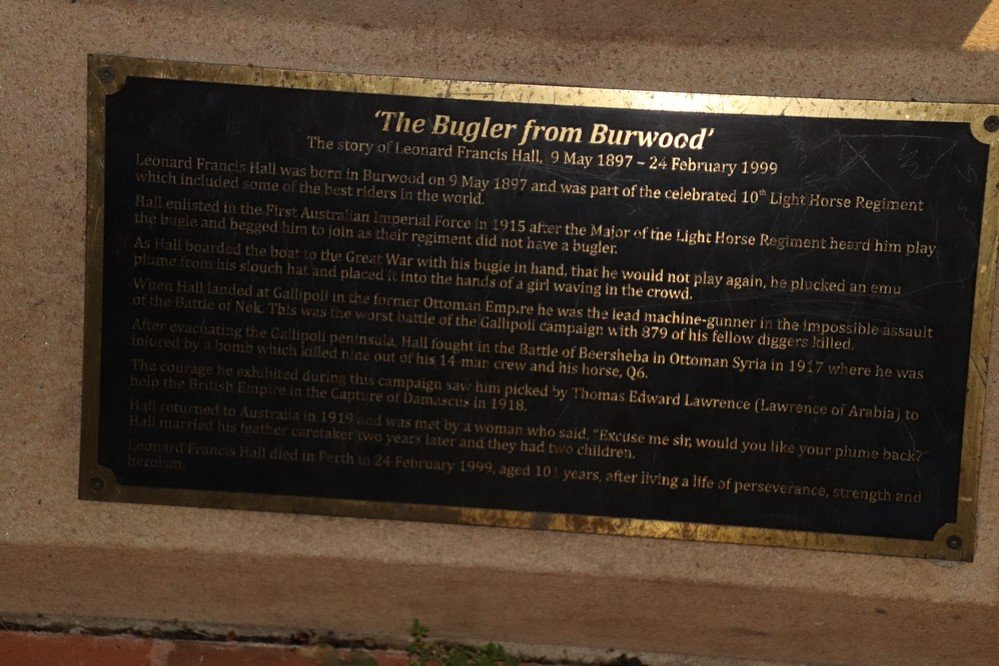 ‘The Bugler from Burwood’
The story of Leonard Francis Hall, 9 May 1897 – 24 February 1999
Leonard Francis Hall was born in Burwood on 9 May 1897 and was part of the celebrated 10th Light Horse Regiment
which included some of the best riders in the world.
Hall enlisted in the First Australian Imperial Force in 1915 after the Major of the Light Horse Regiment heard him play
the bugle and begged him to join as their regiment did not have a bugler.
As Hall boarded the boat to the Great War with his bugle in hand, that he would not play again, he plucked an emu
plume from his slouch hat and placed it into the hands of a girl waving in the crowd.
When Hall landed at Gallipoli in the former Ottoman Empire he was the lead machine-gunner in the impossible assault
of the Battle of Nek. This was the worst battle of the Gallipoli campaign with 879 of his fellow diggers killed.
After evacuating the Gallipoli peninsula, Hall fought in the Battle of Beersheba in Ottoman Syria in 1917 where he was
injured by a bomb which killed nine out of his 14-man crew and his horse, Q6.
The courage he exhibited during this campaign saw him picked by Thomas Edward Lawrence (Lawrence of Arabia) to
help the British Empire in the Capture of Damascus in 1918.
Hall returned to Australia in 1919 and was met by a woman who said, “Excuse me sir, would you like your plume back?”
Hall married his feather caretaker two years later and they had two children.
Leonard Francis Hall died in Perth in 24 February 1999, aged 101 years, after living a life of perseverance, strength and
heroism.